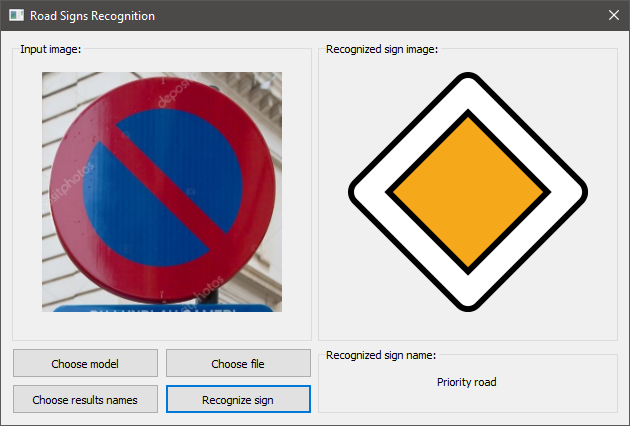 Road Signs Recognition
Input image:
depositphotos
depositphotos
Recognized sign image:
Choose model
Choose file
Choose results names
Recognize sign
Recognized sign name:
Priority road